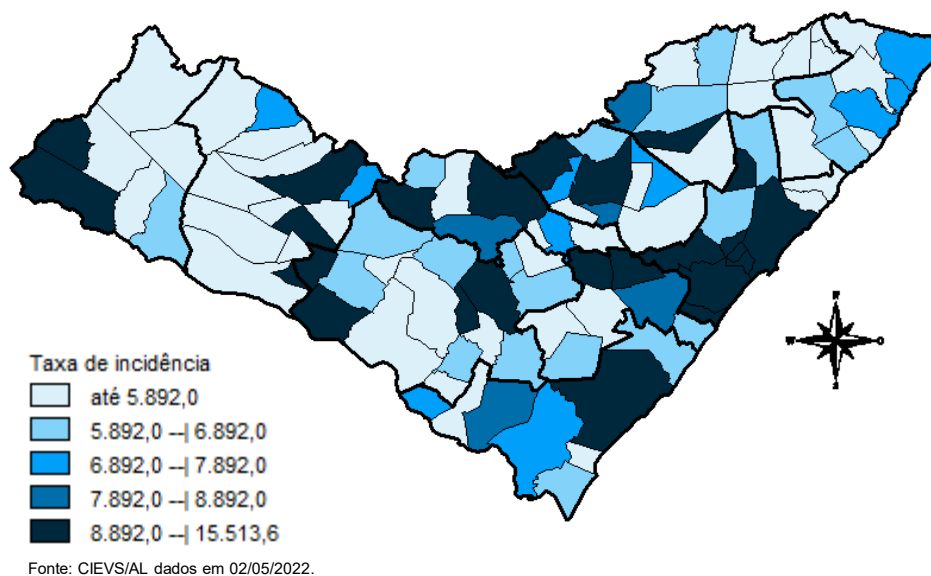 Taxa de incidência
até 5.892,0
5.892,0 --| 6.892,0
6.892,0 --| 7.892,0
7.892,0 --| 8.892,0
8.892,0 --| 15.513,6
Fonte: CIEVS/AL dados em 02/05/2022.